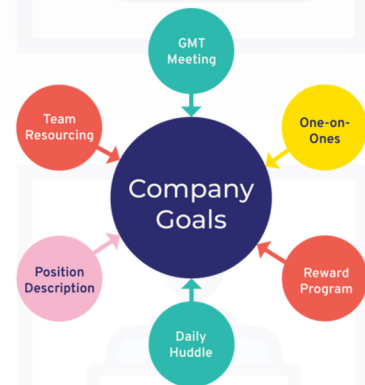 GMT
Meeting
Team
Resourcing
One-on-
Ones
Company
Goals
Position
Description
Reward
Program
Daily
Huddle